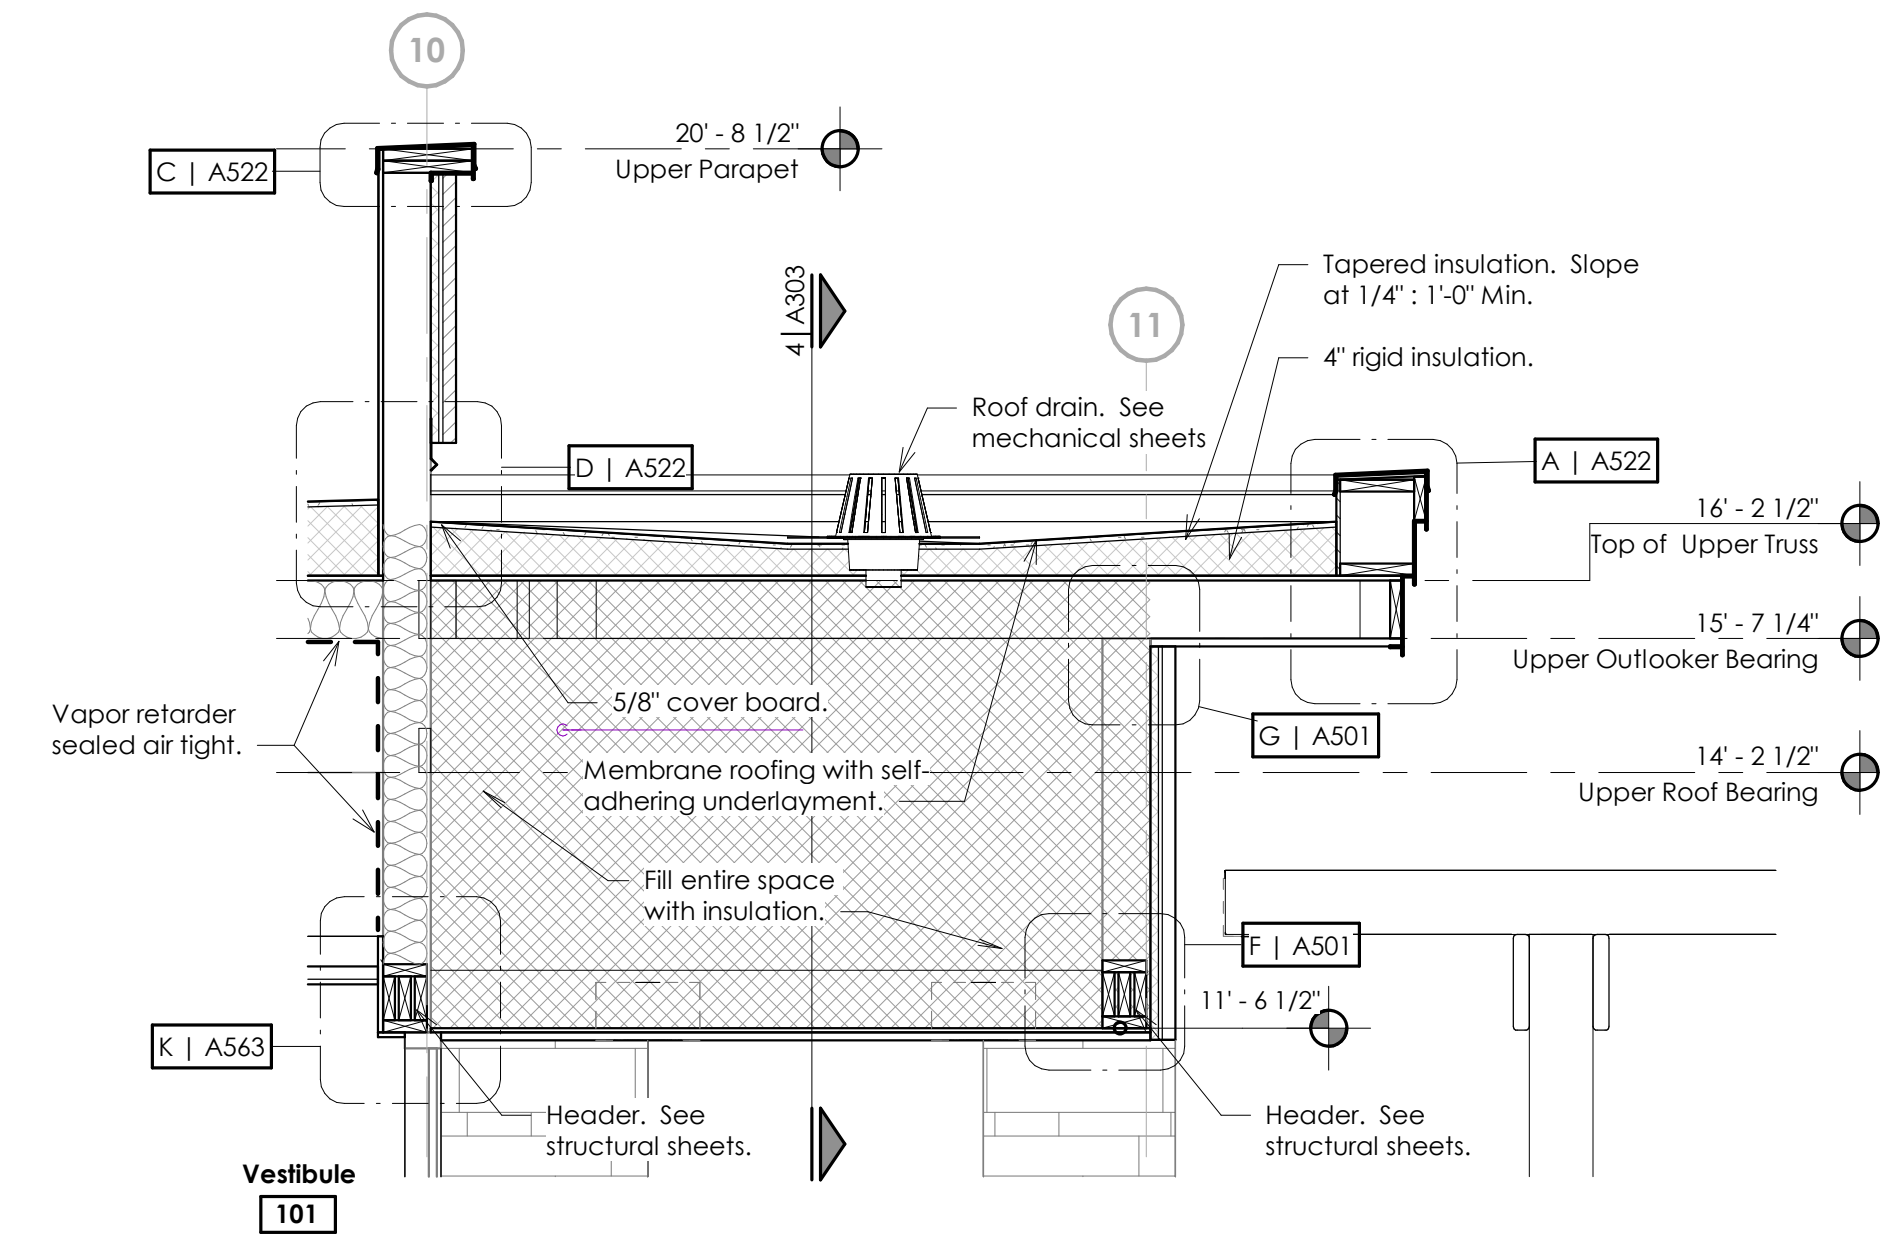 10
20' - 8 1/2"
Upper Parapet
C | A522
4 | A303
Tapered insulation.  Slope
at 1/4" : 1'-0" Min.
11
4" rigid insulation.
Roof drain.  See
mechanical sheets
D | A522
A | A522
16' - 2 1/2"
Top of  Upper Truss
15' - 7 1/4"
Upper Outlooker Bearing
5/8" cover board.
Vapor retarder
sealed air tight.
G | A501
Membrane roofing with self-
adhering underlayment.
14' - 2 1/2"
Upper Roof Bearing
Fill entire space
with insulation.
F | A501
11' - 6 1/2"
K | A563
Header.  See
structural sheets.
Header.  See
structural sheets.
Vestibule
101